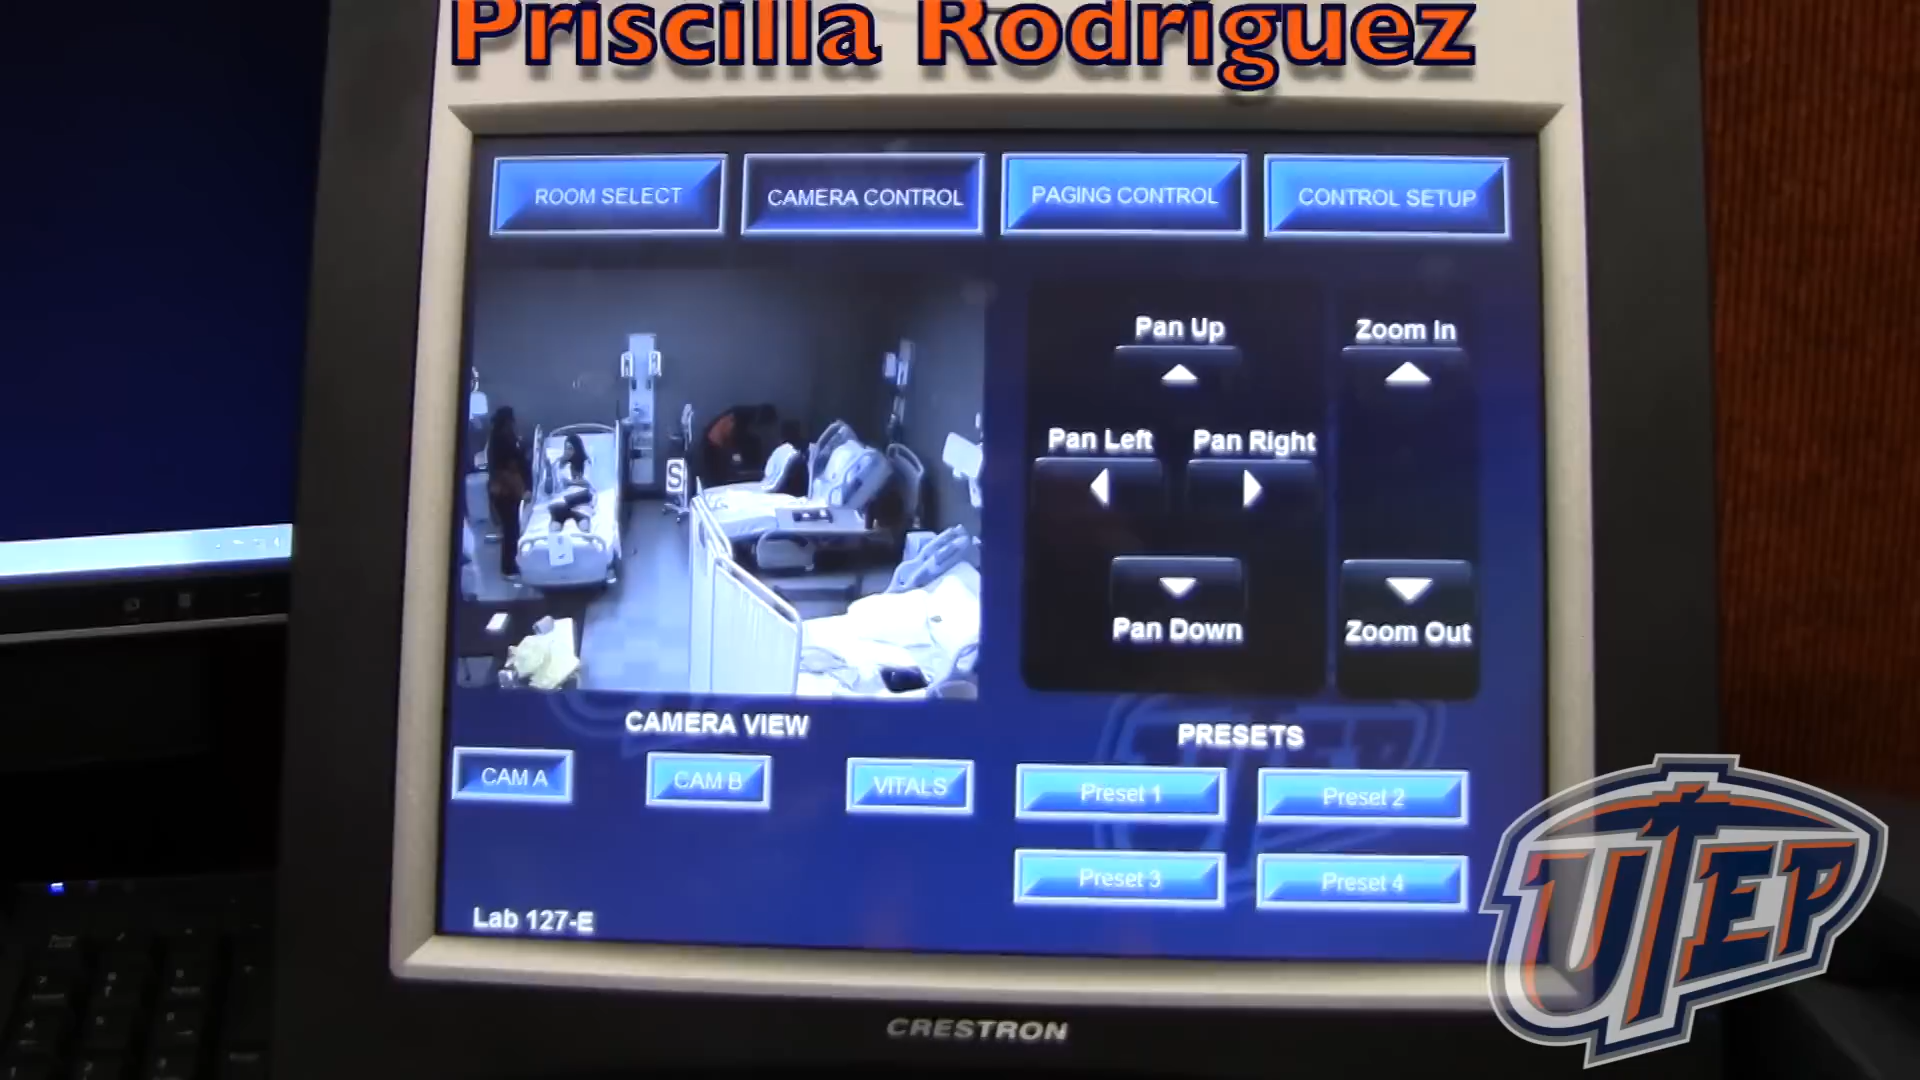 Priscilla Rodriguez
ROOM SELECT
CAMERA CONTROL
PAGING CONTROL
CONTROL SETUP
Pan Up
Zoom In
Pan Left
Pan Right
S
Pan Down
Zoom Out
CAMERA VIEW
PRESETS
CAM A
CAM B
VITALS
Preset 1
Preset 2
Preset 3
Preset 4
Lab 127-E
UTEP
CRESTRON